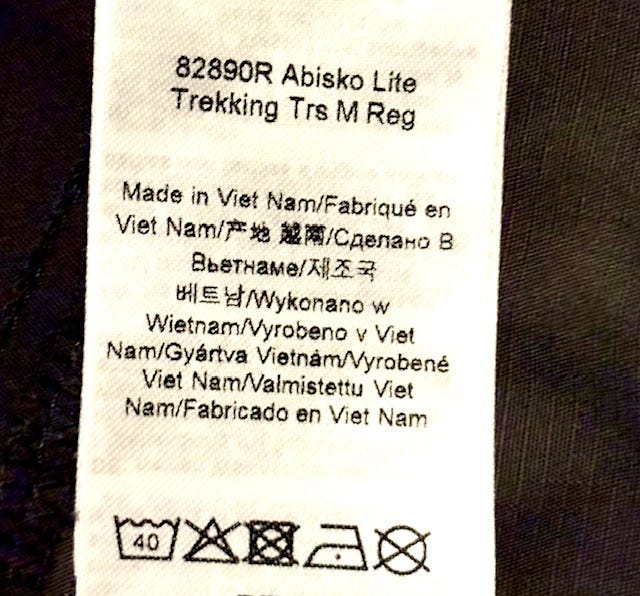 82890R Abisko Lite
Trekking Trs M Reg
Made in Viet Nam/Fabriqué en
Viet Nam/产地 越南/Сделано В
Вьетнаме/제조국
베트남/Wykonano w
Wietnam/Vyrobeno v Viet
Nam/Gyártva Vietnám/Vyrobené
Viet Nam/Valmistettu Viet
Nam/Fabricado en Viet Nam
40